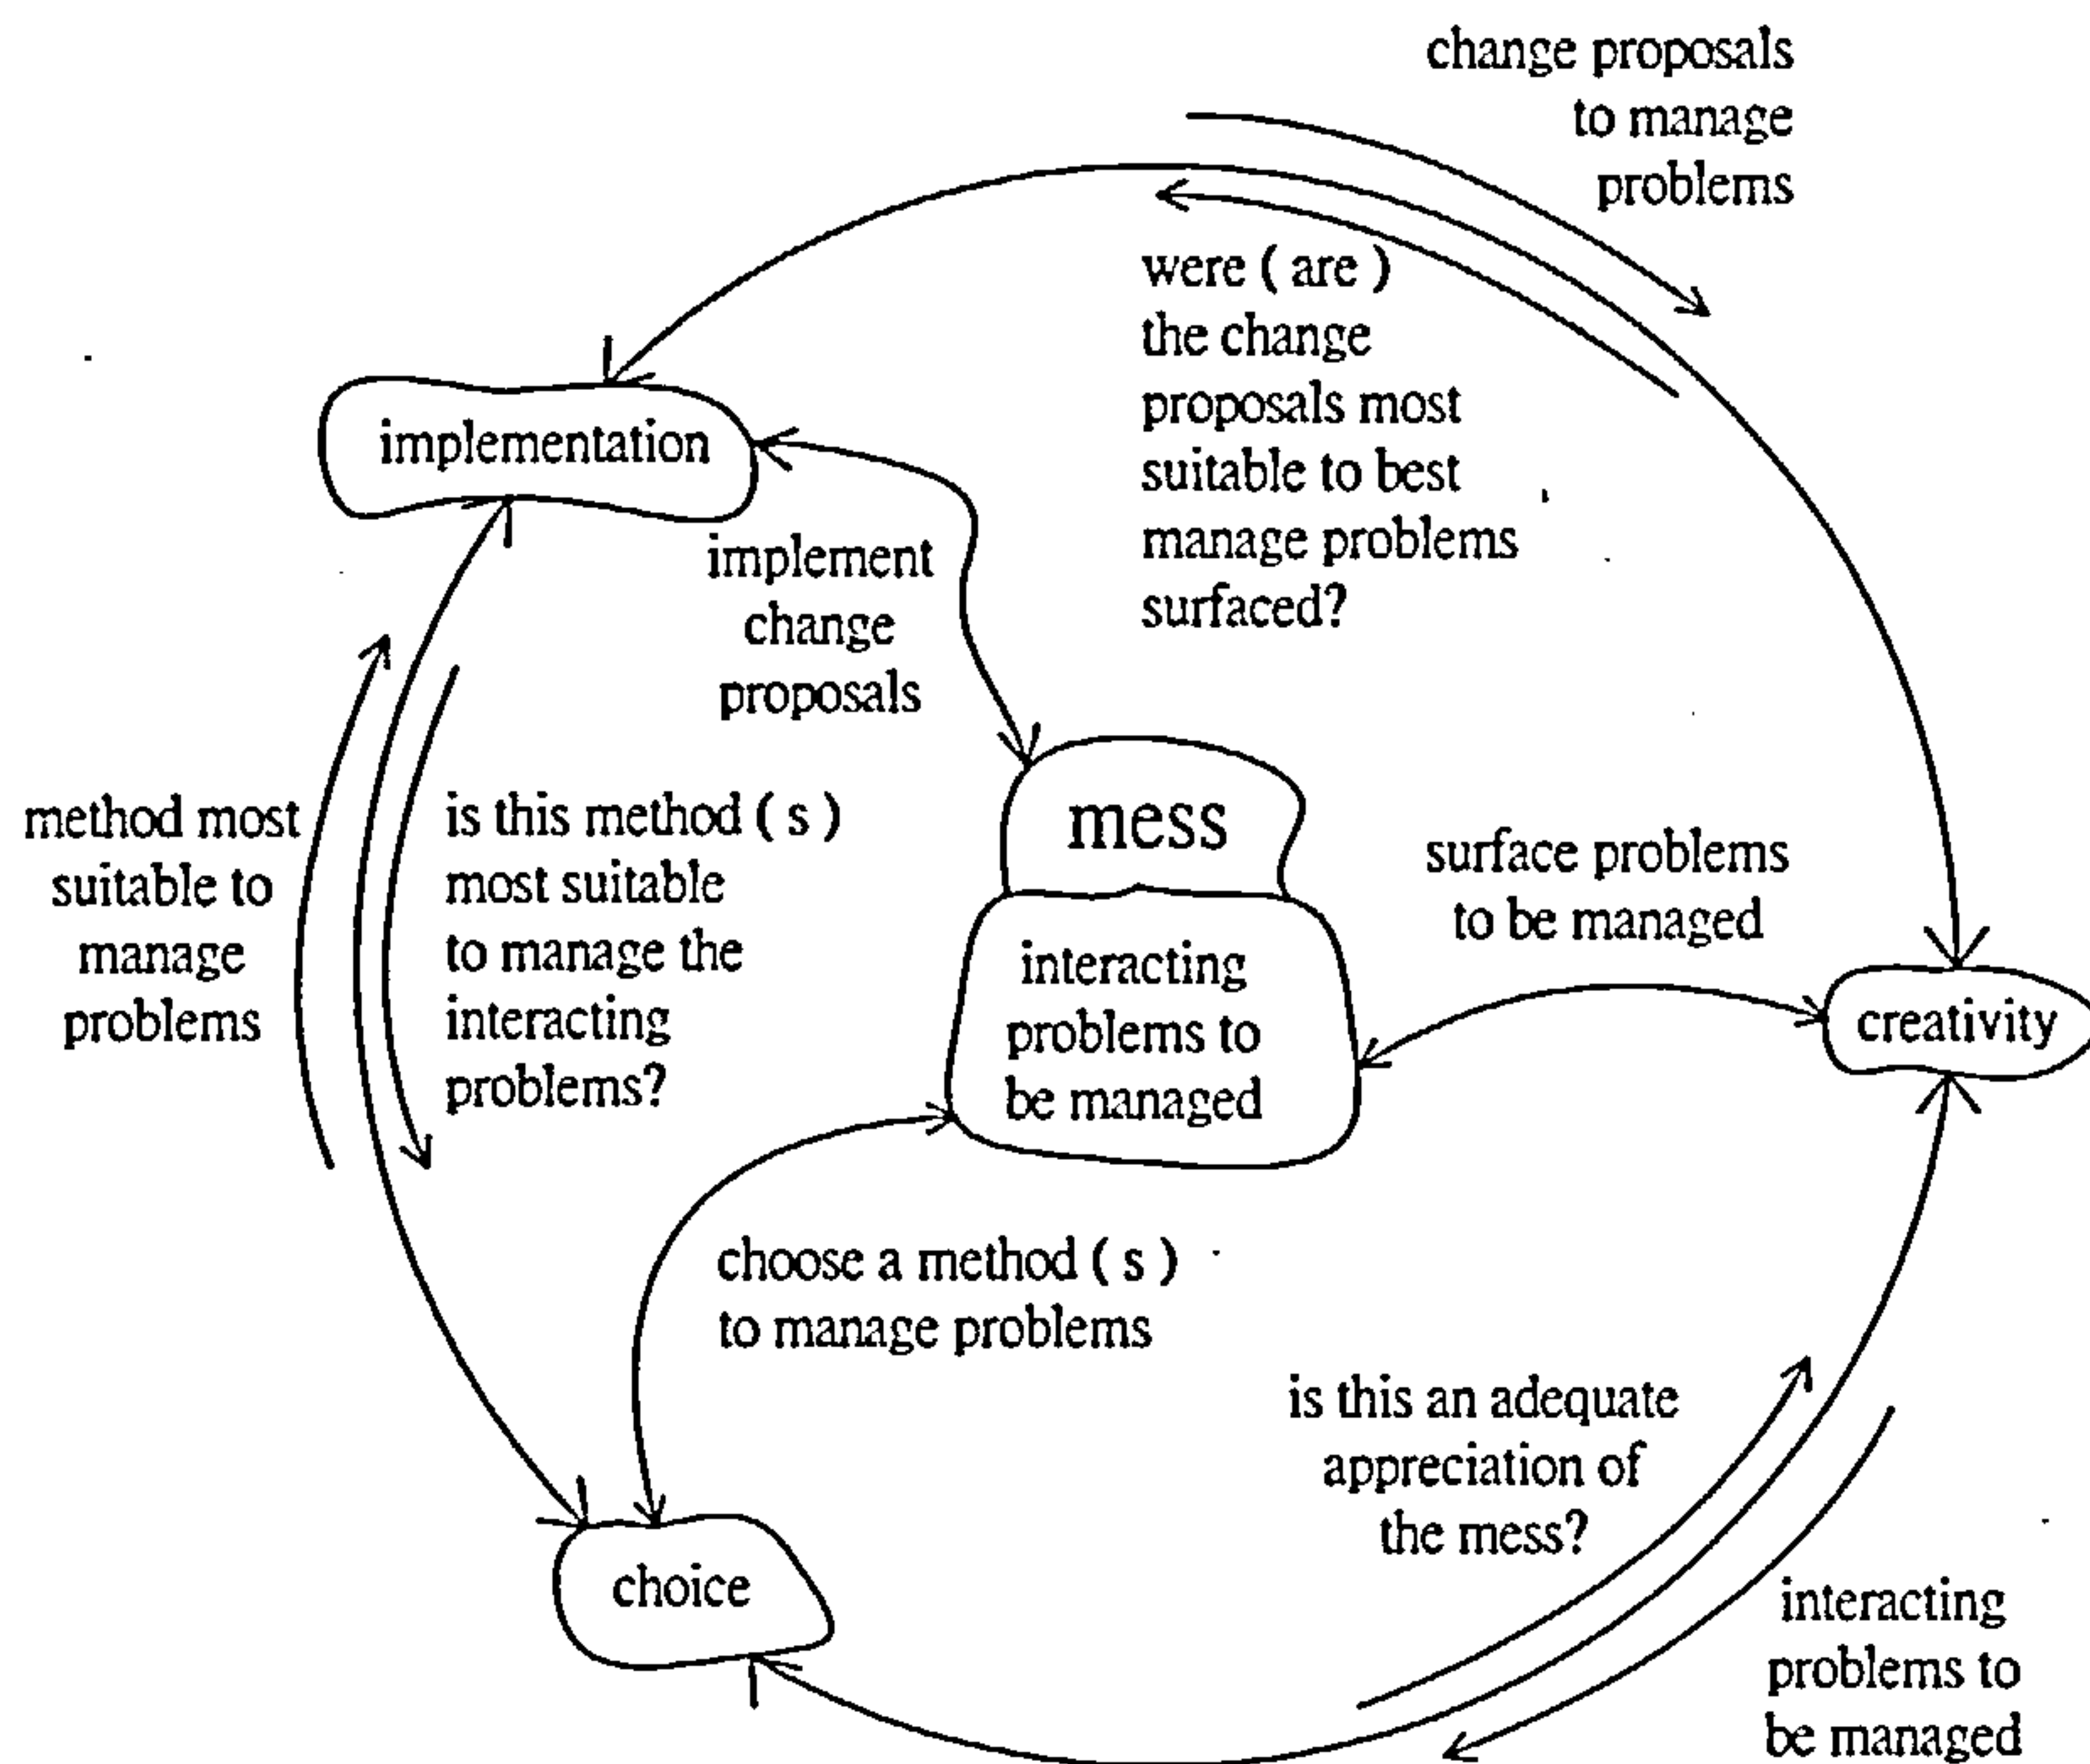 change proposals
to manage
problems
were ( are )
the change
proposals most
suitable to best
manage problems
surfaced?
implementation
implement
change
proposals
method most
suitable to
manage
problems
is this method ( s )
most suitable
to manage the
interacting
problems?
mess
interacting
problems to
be managed
surface problems
to be managed
creativity
choose a method ( s )
to manage problems
is this an adequate
appreciation of
the mess?
choice
interacting
problems to
be managed